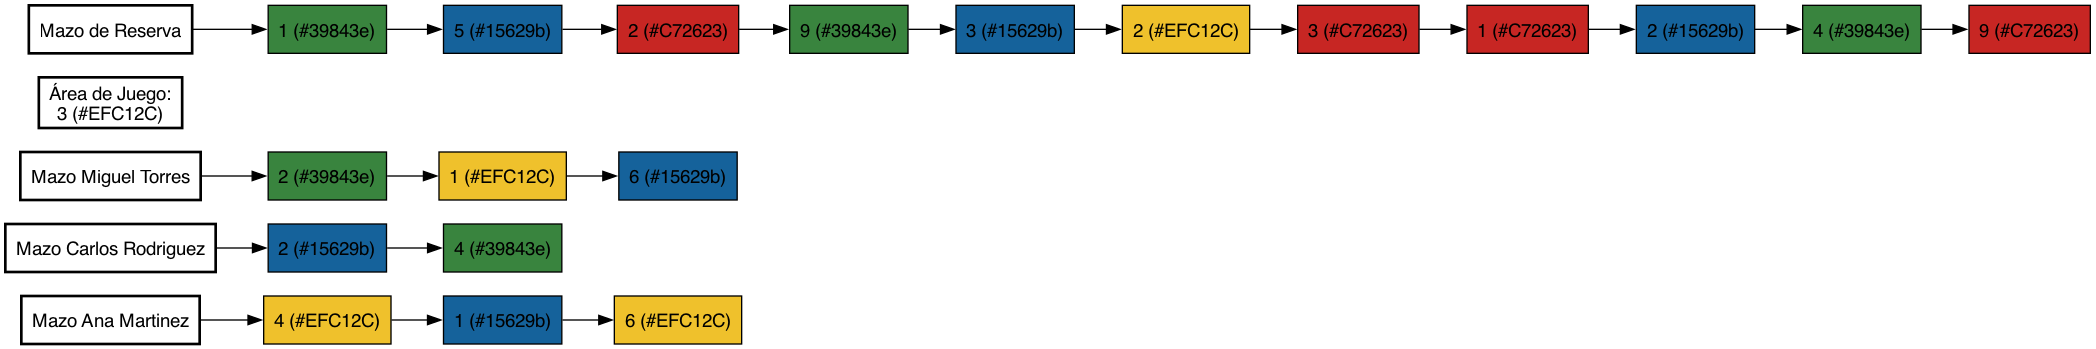 Mazo de Reserva
1 (#39843e)
5 (#15629b)
2 (#C72623)
9 (#39843e)
3 (#15629b)
2 (#EFC12C)
3 (#C72623)
1 (#C72623)
2 (#15629b)
4 (#39843e)
9 (#C72623)
Área de Juego:
3 (#EFC12C)
Mazo Miguel Torres
2 (#39843e)
1 (#EFC12C)
6 (#15629b)
Mazo Carlos Rodriguez
2 (#15629b)
4 (#39843e)
Mazo Ana Martinez
4 (#EFC12C)
1 (#15629b)
6 (#EFC12C)